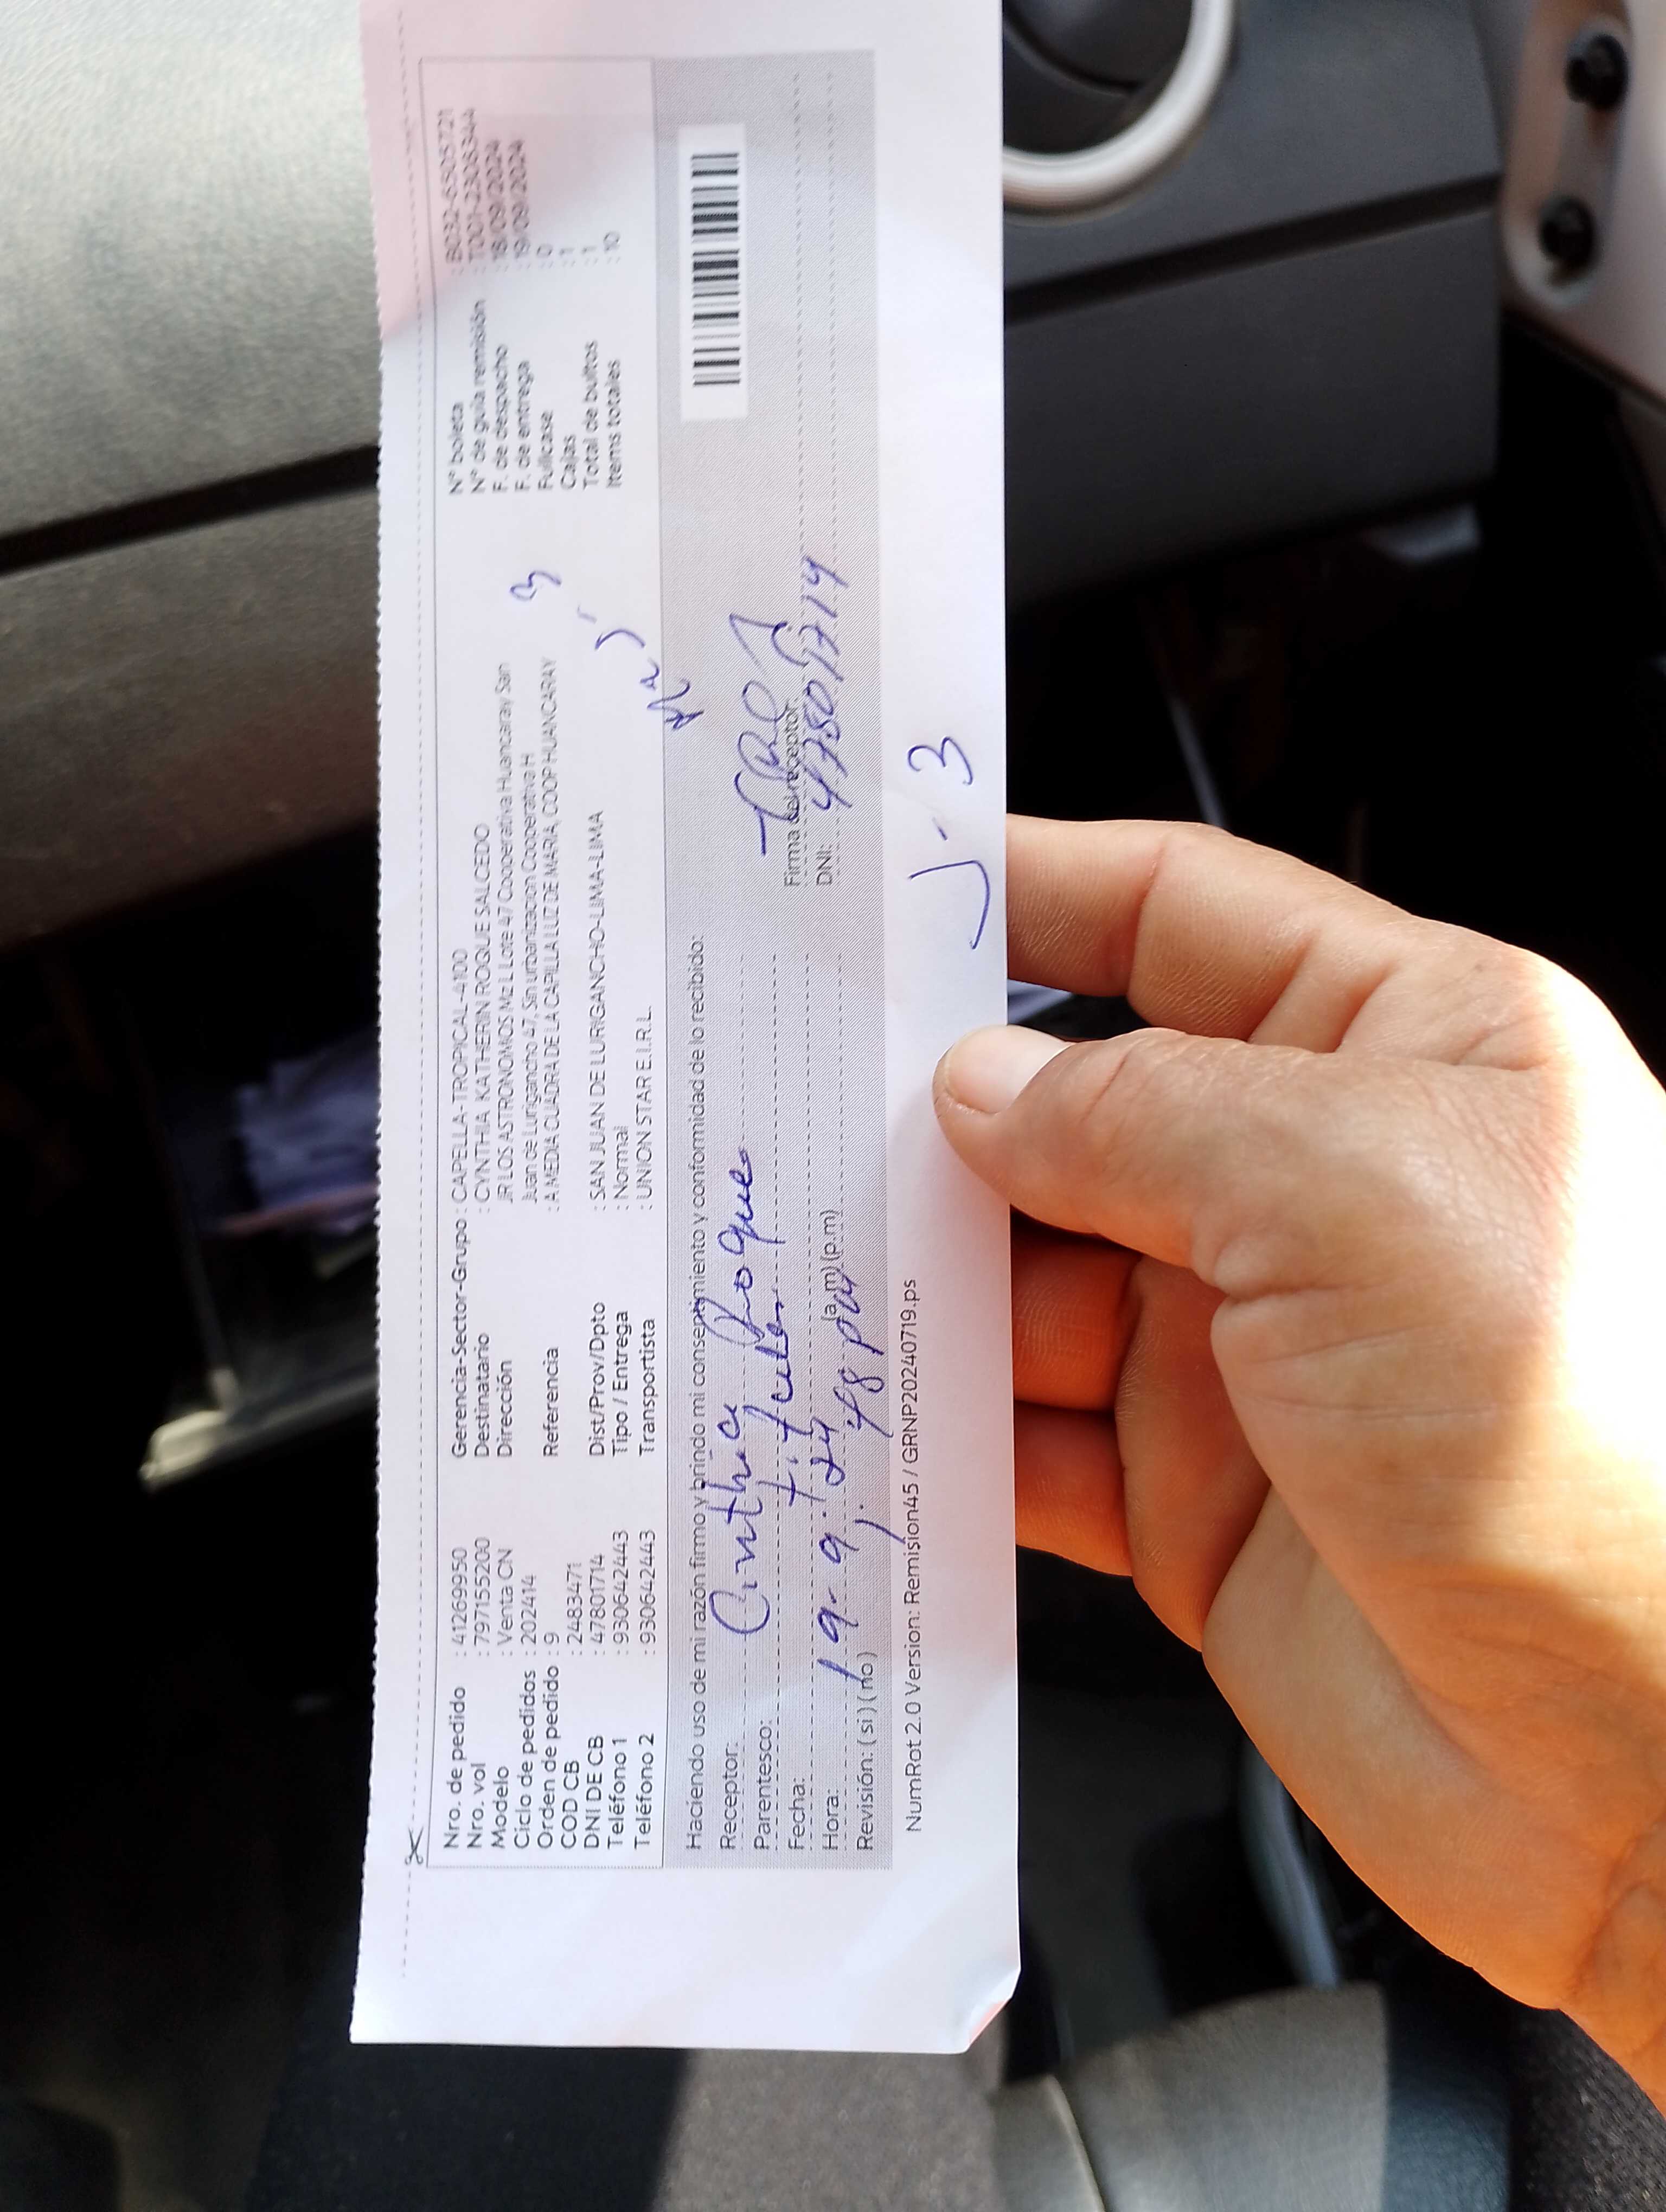 Nro. de pedido : 41269950
Nro. vol : 797155200
Modelo : Venta CN
Ciclo de pedidos : 202414
Orden de pedido : 9
COD CB : 2483471
DNI DE CB : 47801714
Teléfono 1 : 930642443
Teléfono 2 : 930642443
Gerencia-Sector-Grupo : CAPELLA-TROPICAL-4100
Destinatario : CYNTHIA KATHERIN ROQUE SALCEDO
Dirección JR LOS ASTRONOMOS Mz L Lote 47 Cooperativa Huancaray San
Juan de Lurigancho 47, Sin urbanizacion Cooperativa H
Referencia : A MEDIA CUADRA DE LA CAPILLA LUZ DE MARIA, COOP HUANCARAY
Dist/Prov/Dpto : SAN JUAN DE LURIGANCHO-LIMA-LIMA
Tipo / Entrega : Normal
Transportista : UNION STAR E.I.R.L.
N° boleta : B032-6505721
N° de guía remisión : T001-23083
F. de despacho : 18/09/2024
F. de entrega : 19/09/2024
Fullcase : 0
Cajas : 1
Total de bultos : 1
Items totales : 10
3
Haciendo uso de mi razón firmo y brindo mi consentimiento y conformidad de lo recibido:
Receptor: Cinthia Roque
Parentesco: titular
Fecha: 19-9-24
Hora: (a.m) (p.m)
Revisión: ( si ) ( no )
Firma del receptor:
DNI: 47801714
NumRot 2.0 Version: Remision45 / GRNP20240719.ps
J-3